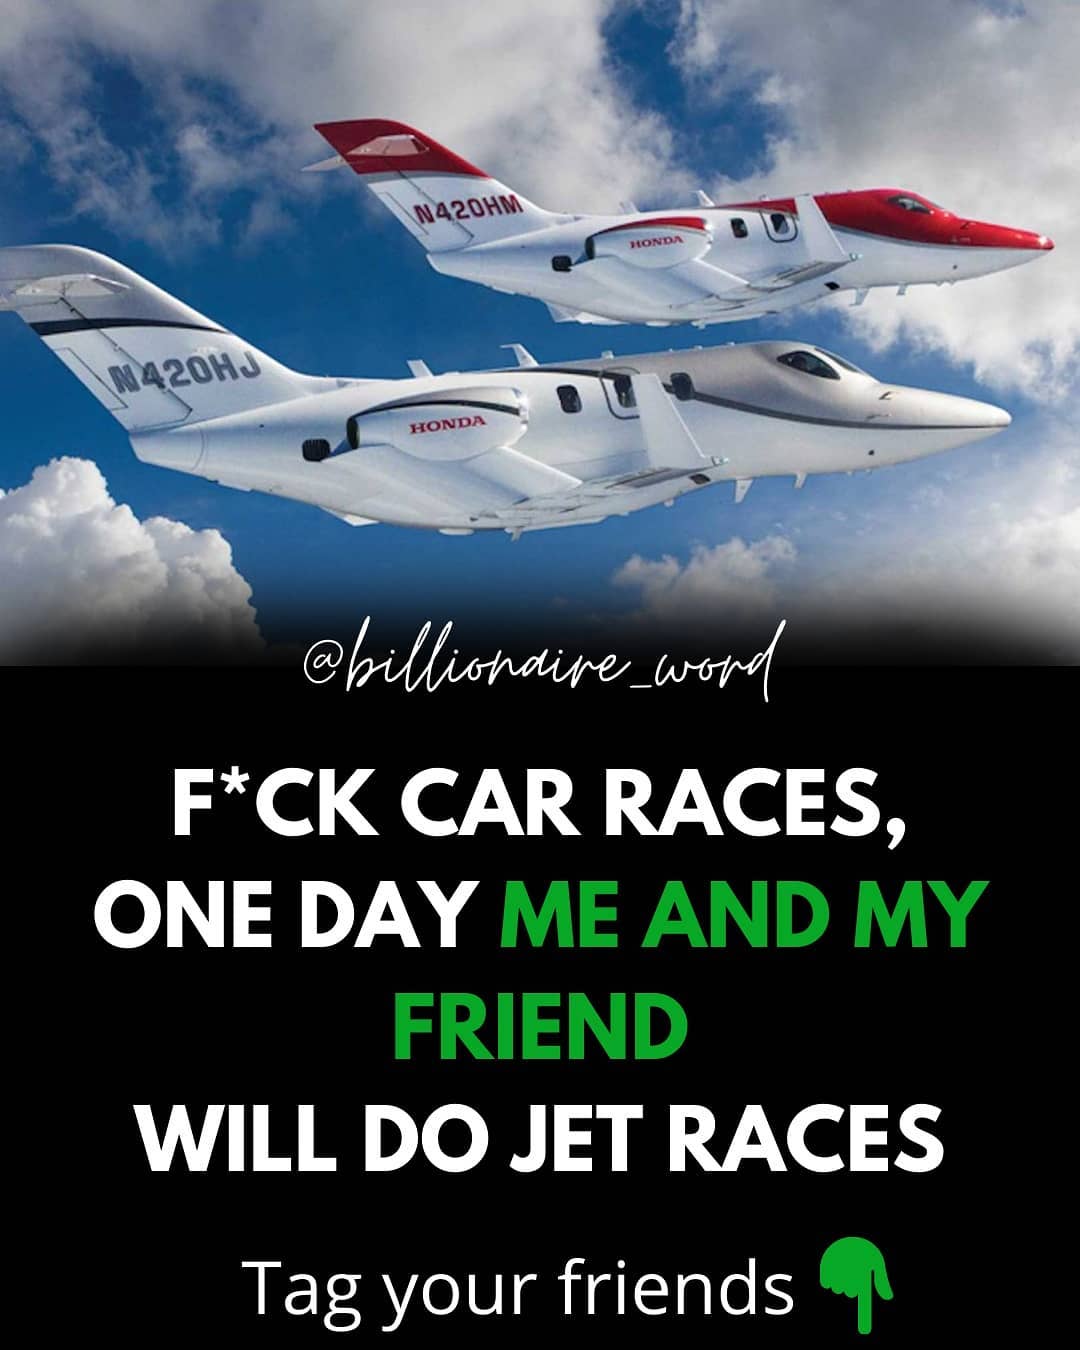 N420HM
HONDA
N420HJ
HONDA
@billionaire_word
F*CK CAR RACES,
ONE DAY ME AND MY
FRIEND
WILL DO JET RACES
Tag your friends